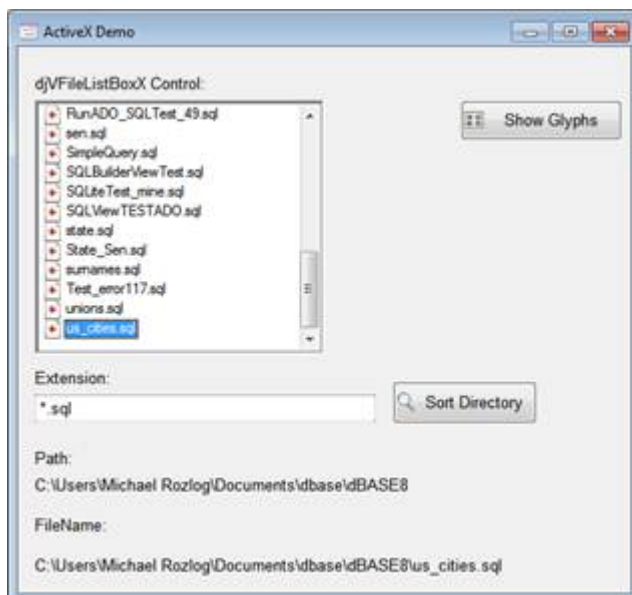 ActiveX Demo
djVFileListBoxX Control:
RunADO_SQLTest_49.sql
sen.sql
SimpleQuery.sql
SQLBuilderViewTest.sql
SQLiteTest_mine.sql
SQLViewTESTADO.sql
state.sql
State_Sen.sql
surnames.sql
Test_error117.sql
unions.sql
us_cities.sql
Show Glyphs
Extension:
*.sql
Sort Directory
Path:
C:\Users\Michael Rozlog\Documents\dbase\dBASE8
FileName:
C:\Users\Michael Rozlog\Documents\dbase\dBASE8\us_cities.sql